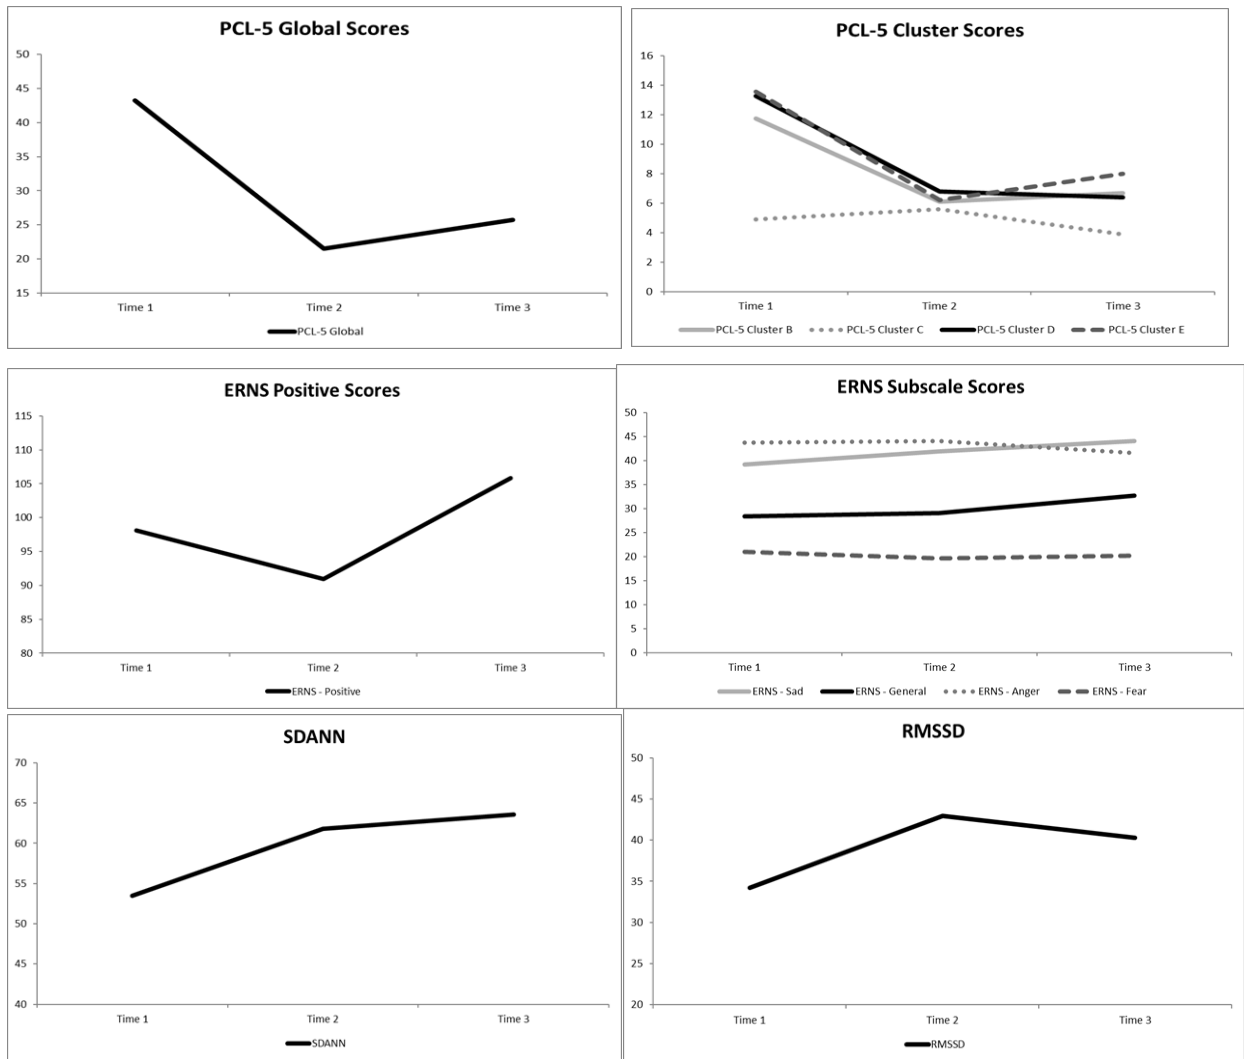 PCL-5 Global Scores
50
45
40
35
30
25
20
15
Time 1 Time 2 Time 3
PCL-5 Global
PCL-5 Cluster Scores
16
14
12
10
8
6
4
2
0
Time 1 Time 2 Time 3
PCL-5 Cluster B PCL-5 Cluster C PCL-5 Cluster D PCL-5 Cluster E
ERNS Positive Scores
115
110
105
100
95
90
85
80
Time 1 Time 2 Time 3
ERNS - Positive
ERNS Subscale Scores
50
45
40
35
30
25
20
15
10
5
0
Time 1 Time 2 Time 3
ERNS - Sad ERNS - General ERNS - Anger ERNS - Fear
SDANN
70
65
60
55
50
45
40
Time 1 Time 2 Time 3
SDANN
RMSSD
50
45
40
35
30
25
20
Time 1 Time 2 Time 3
RMSSD